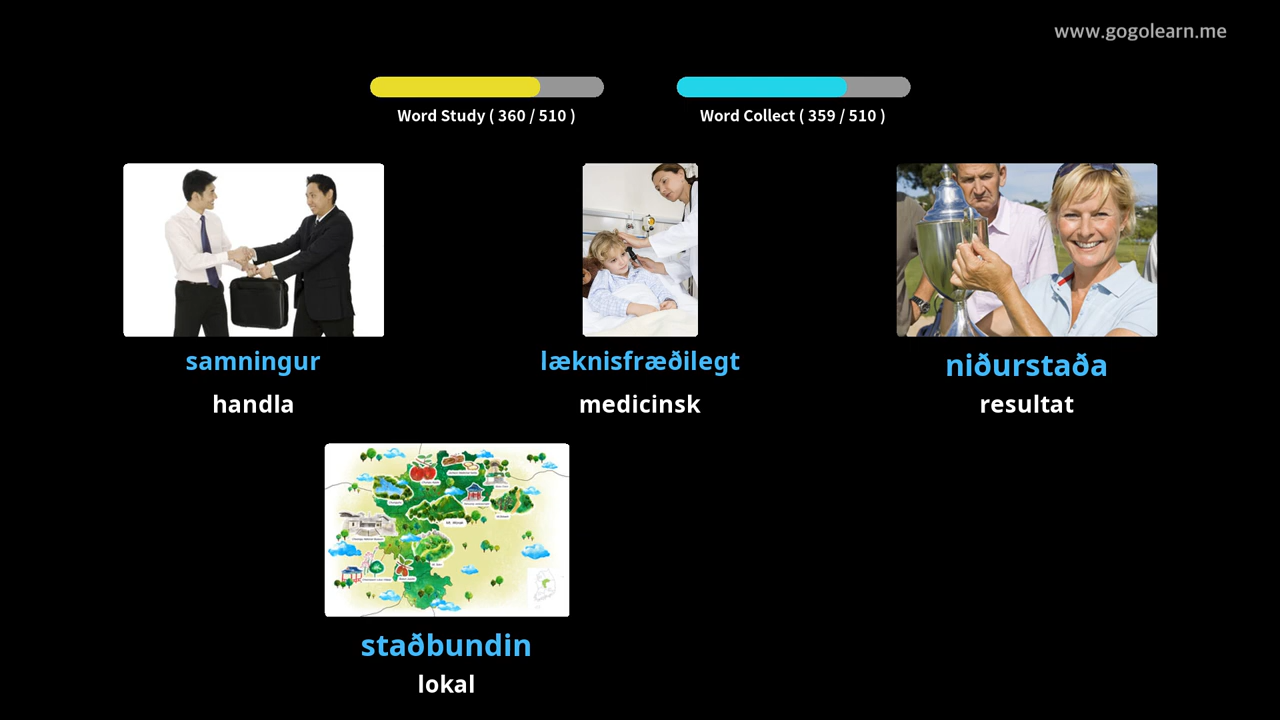 www.gogolearn.me
Word Study ( 360 / 510 )
Word Collect ( 359 / 510 )
samningur
handla
læknisfræðilegt
medicinsk
niðurstaða
resultat
staðbundin
lokal